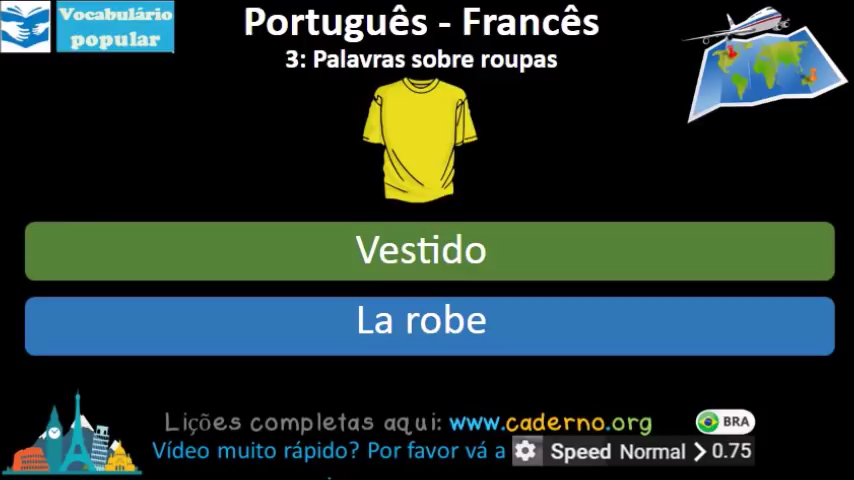 Vocabulário
popular
Português - Francês
3: Palavras sobre roupas
Vestido
La robe
Lições completas aqui: www.caderno.org
BRA
Vídeo muito rápido? Por favor vá a Speed Normal > 0.75